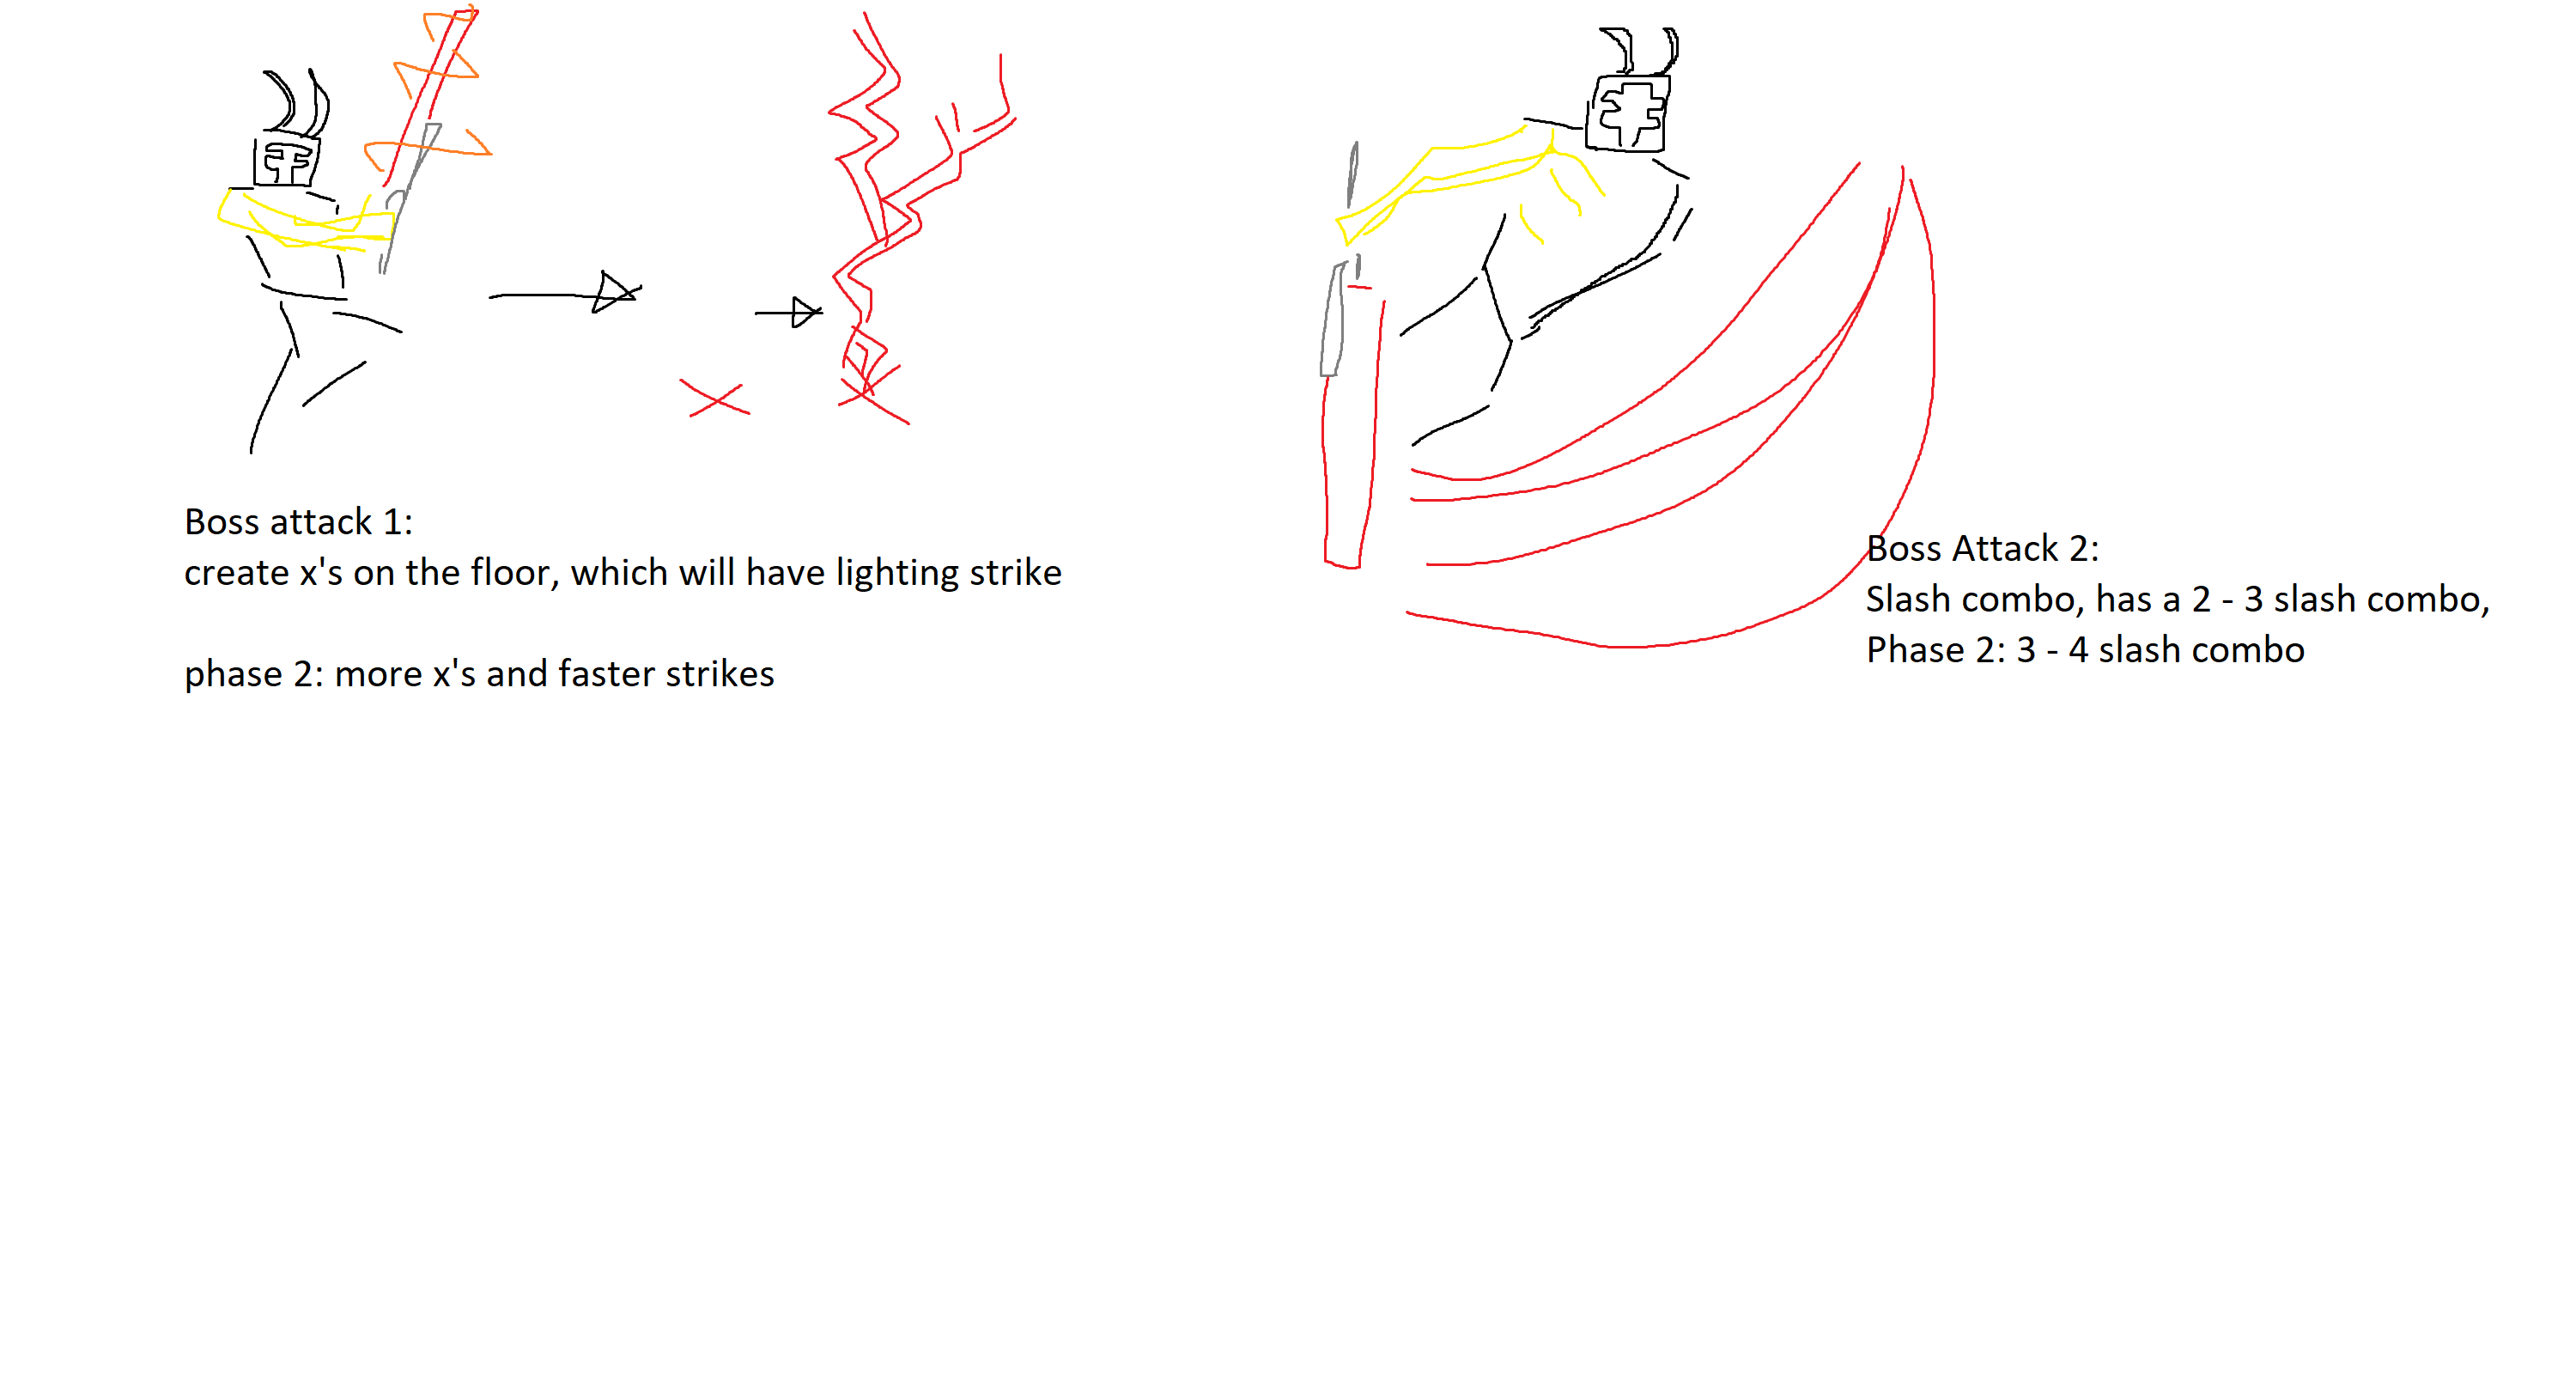 Boss attack 1:
create x's on the floor, which will have lighting strike
phase 2: more x's and faster strikes
Boss Attack 2:
Slash combo, has a 2 - 3 slash combo,
Phase 2: 3 - 4 slash combo